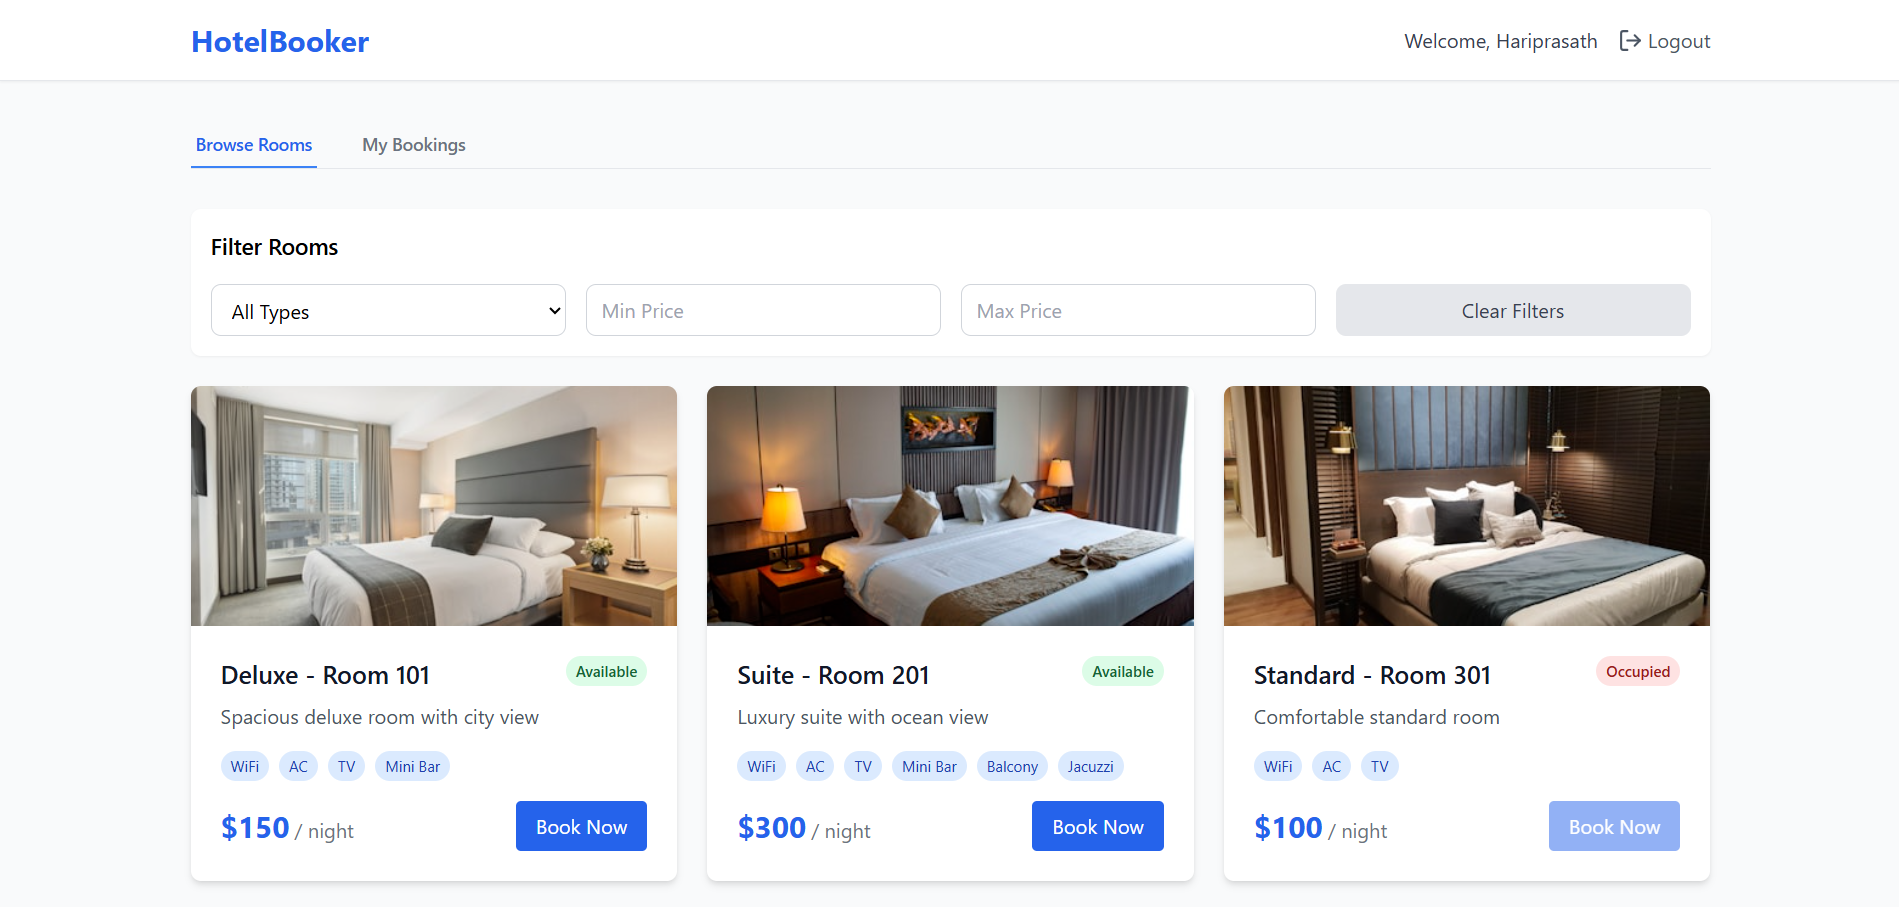 HotelBooker
Welcome, Hariprasath
Logout
Browse Rooms
My Bookings
Filter Rooms
All Types
Min Price
Max Price
Clear Filters
Deluxe - Room 101
Available
Spacious deluxe room with city view
WiFi
AC
TV
Mini Bar
$150 / night
Book Now
Suite - Room 201
Available
Luxury suite with ocean view
WiFi
AC
TV
Mini Bar
Balcony
Jacuzzi
$300 / night
Book Now
Standard - Room 301
Occupied
Comfortable standard room
WiFi
AC
TV
$100 / night
Book Now